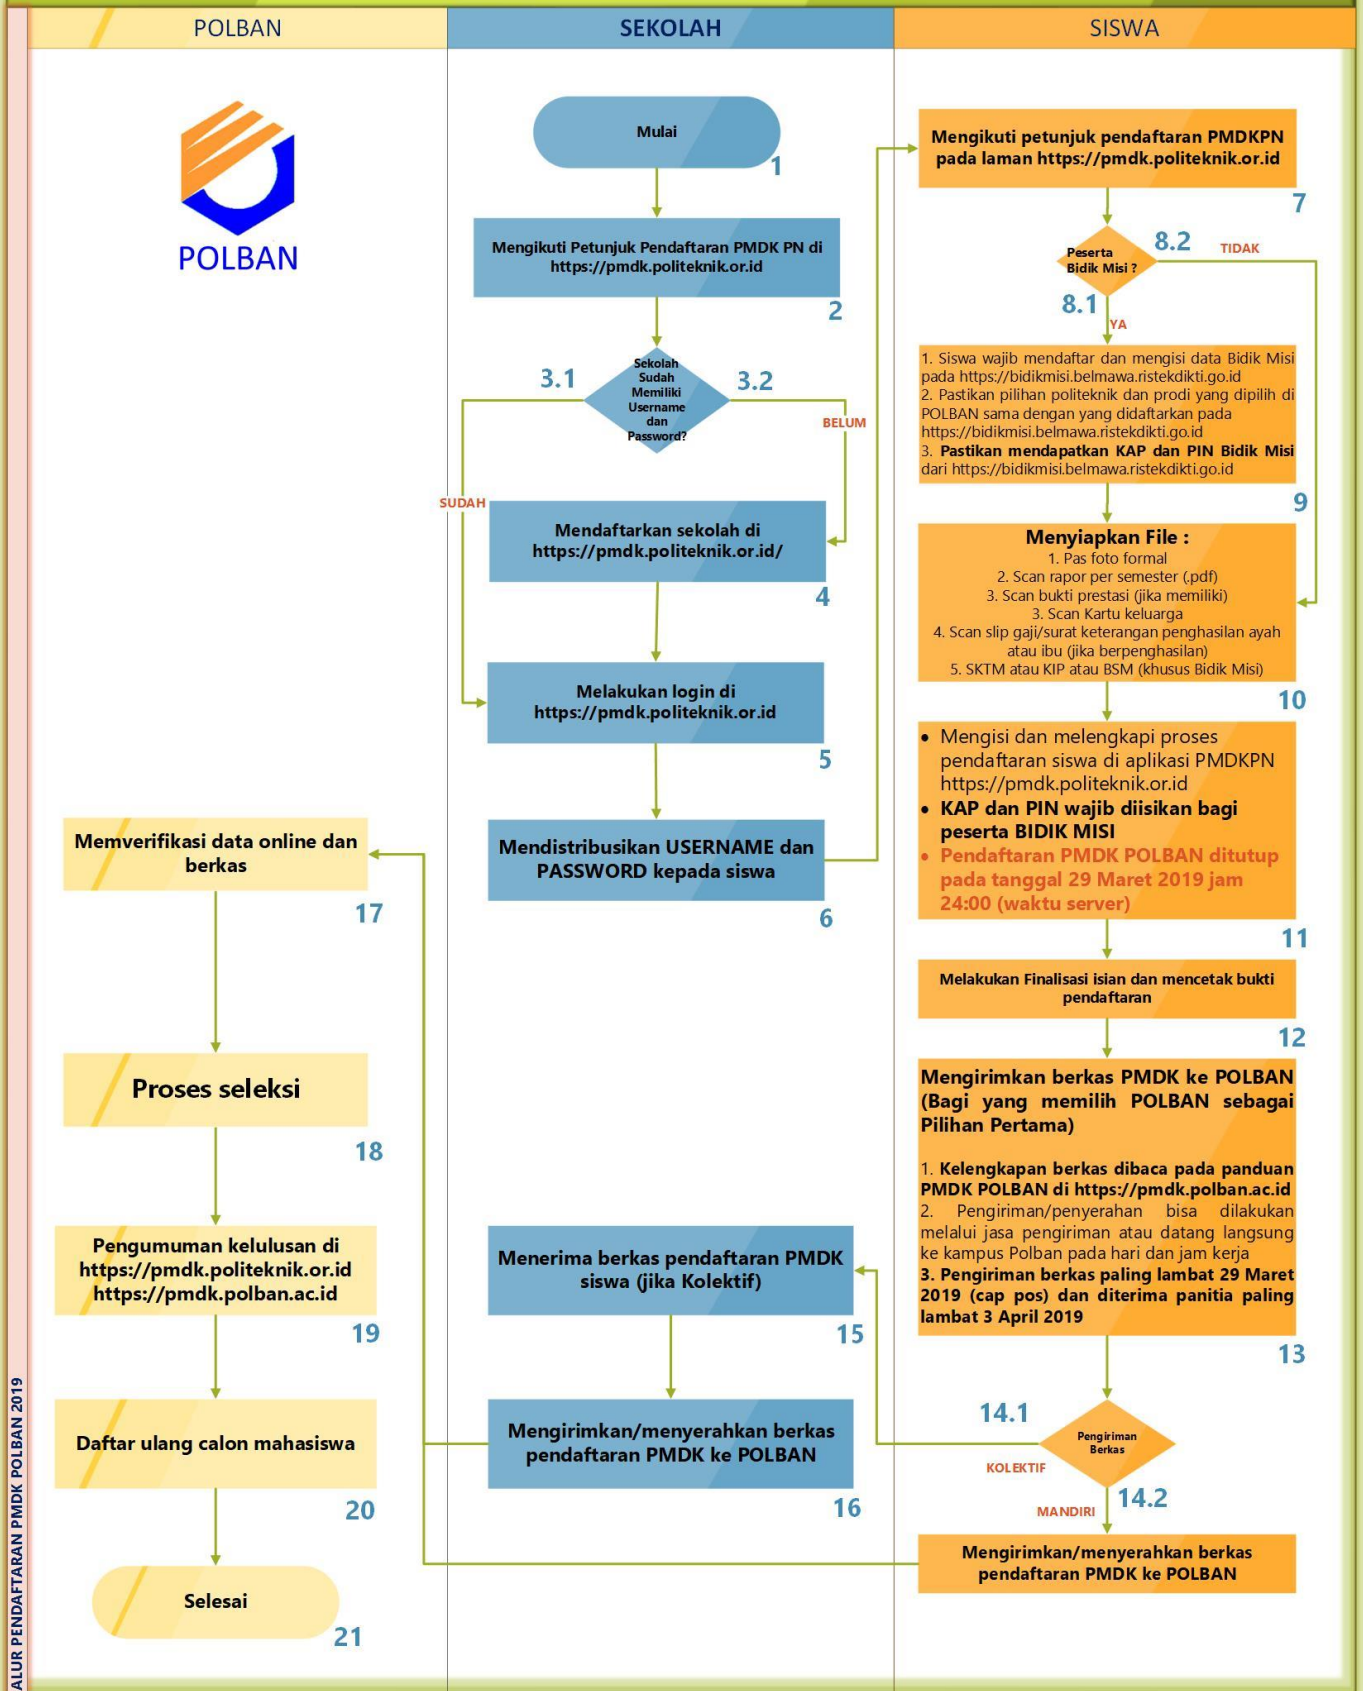 POLBAN
SEKOLAH
SISWA
POLBAN
Mulai
1
Mengikuti Petunjuk Pendaftaran PMDK PN di
https://pmdk.politeknik.or.id
2
Sekolah
Sudah
Memiliki
Username
dan
Password?
3.1
3.2
SUDAH
BELUM
Mendaftarkan sekolah di
https://pmdk.politeknik.or.id/
4
Melakukan login di
https://pmdk.politeknik.or.id
5
Mendistribusikan USERNAME dan
PASSWORD kepada siswa
6
Mengikuti petunjuk pendaftaran PMDKPN
pada laman https://pmdk.politeknik.or.id
7
Peserta
Bidik Misi ?
8.2
TIDAK
8.1
YA
1. Siswa wajib mendaftar dan mengisi data Bidik Misi
pada https://bidikmisi.belmawa.ristekdikti.go.id
2. Pastikan pilihan politeknik dan prodi yang dipilih di
POLBAN sama dengan yang didaftarkan pada
https://bidikmisi.belmawa.ristekdikti.go.id
3. Pastikan mendapatkan KAP dan PIN Bidik Misi
dari https://bidikmisi.belmawa.ristekdikti.go.id
9
Menyiapkan File :
1. Pas foto formal
2. Scan rapor per semester (.pdf)
3. Scan bukti prestasi (jika memiliki)
3. Scan Kartu keluarga
4. Scan slip gaji/surat keterangan penghasilan ayah
atau ibu (jika berpenghasilan)
5. SKTM atau KIP atau BSM (khusus Bidik Misi)
10
• Mengisi dan melengkapi proses
pendaftaran siswa di aplikasi PMDKPN
https://pmdk.politeknik.or.id
• KAP dan PIN wajib diisikan bagi
peserta BIDIK MISI
• Pendaftaran PMDK POLBAN ditutup
pada tanggal 29 Maret 2019 jam
24:00 (waktu server)
11
Melakukan Finalisasi isian dan mencetak bukti
pendaftaran
12
Mengirimkan berkas PMDK ke POLBAN
(Bagi yang memilih POLBAN sebagai
Pilihan Pertama)
1. Kelengkapan berkas dibaca pada panduan
PMDK POLBAN di https://pmdk.polban.ac.id
2. Pengiriman/penyerahan bisa dilakukan
melalui jasa pengiriman atau datang langsung
ke kampus Polban pada hari dan jam kerja
3. Pengiriman berkas paling lambat 29 Maret
2019 (cap pos) dan diterima panitia paling
lambat 3 April 2019
13
14.1
Pengiriman
Berkas
KOLEKTIF
14.2
MANDIRI
Mengirimkan/menyerahkan berkas
pendaftaran PMDK ke POLBAN
Menerima berkas pendaftaran PMDK
siswa (jika Kolektif)
15
Mengirimkan/menyerahkan berkas
pendaftaran PMDK ke POLBAN
16
Memverifikasi data online dan
berkas
17
Proses seleksi
18
Pengumuman kelulusan di
https://pmdk.politeknik.or.id
https://pmdk.polban.ac.id
19
Daftar ulang calon mahasiswa
20
Selesai
21
ALUR PENDAFTARAN PMDK POLBAN 2019